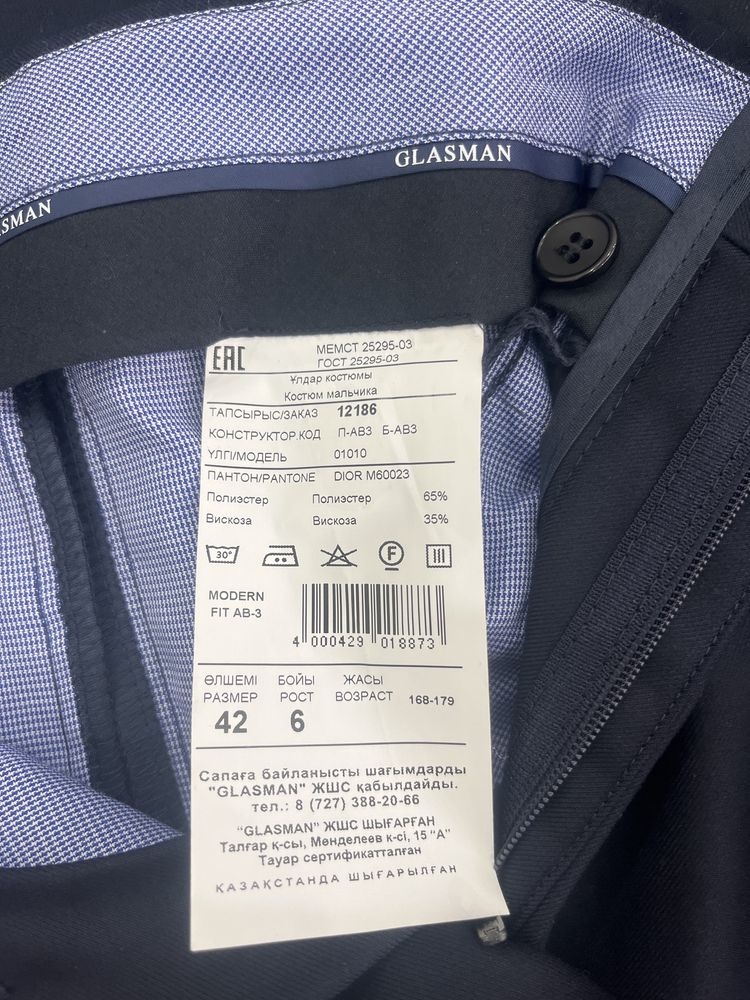 GLASMAN
SMAN
EAC
МЕМСТ 25295-03
ГОСТ 25295-03
Ұлдар костюмы
Костюм мальчика
ТАПСЫРЫС/ЗАКАЗ 12186
КОНСТРУКТОР.КОД П-АВ3 Б-АВ3
ҮЛГІ/МОДЕЛЬ 01010
ПАНТОН/PANTONE DIOR M60023
Полиэстер Полиэстер 65%
Вискоза Вискоза 35%
30°
F
MODERN
FIT AB-3
4 000429 018873
ӨЛШЕМІ БОЙЫ ЖАСЫ
РАЗМЕР РОСТ ВОЗРАСТ 168-179
42 6
Сапаға байланысты шағымдарды
"GLASMAN" ЖШС қабылдайды.
тел.: 8 (727) 388-20-66
"GLASMAN" ЖШС ШЫҒАРҒАН
Талғар қ-сы, Менделеев к-сі, 15 "А"
Тауар сертификатталған
ҚАЗАҚСТАНДА ШЫҒАРЫЛҒАН